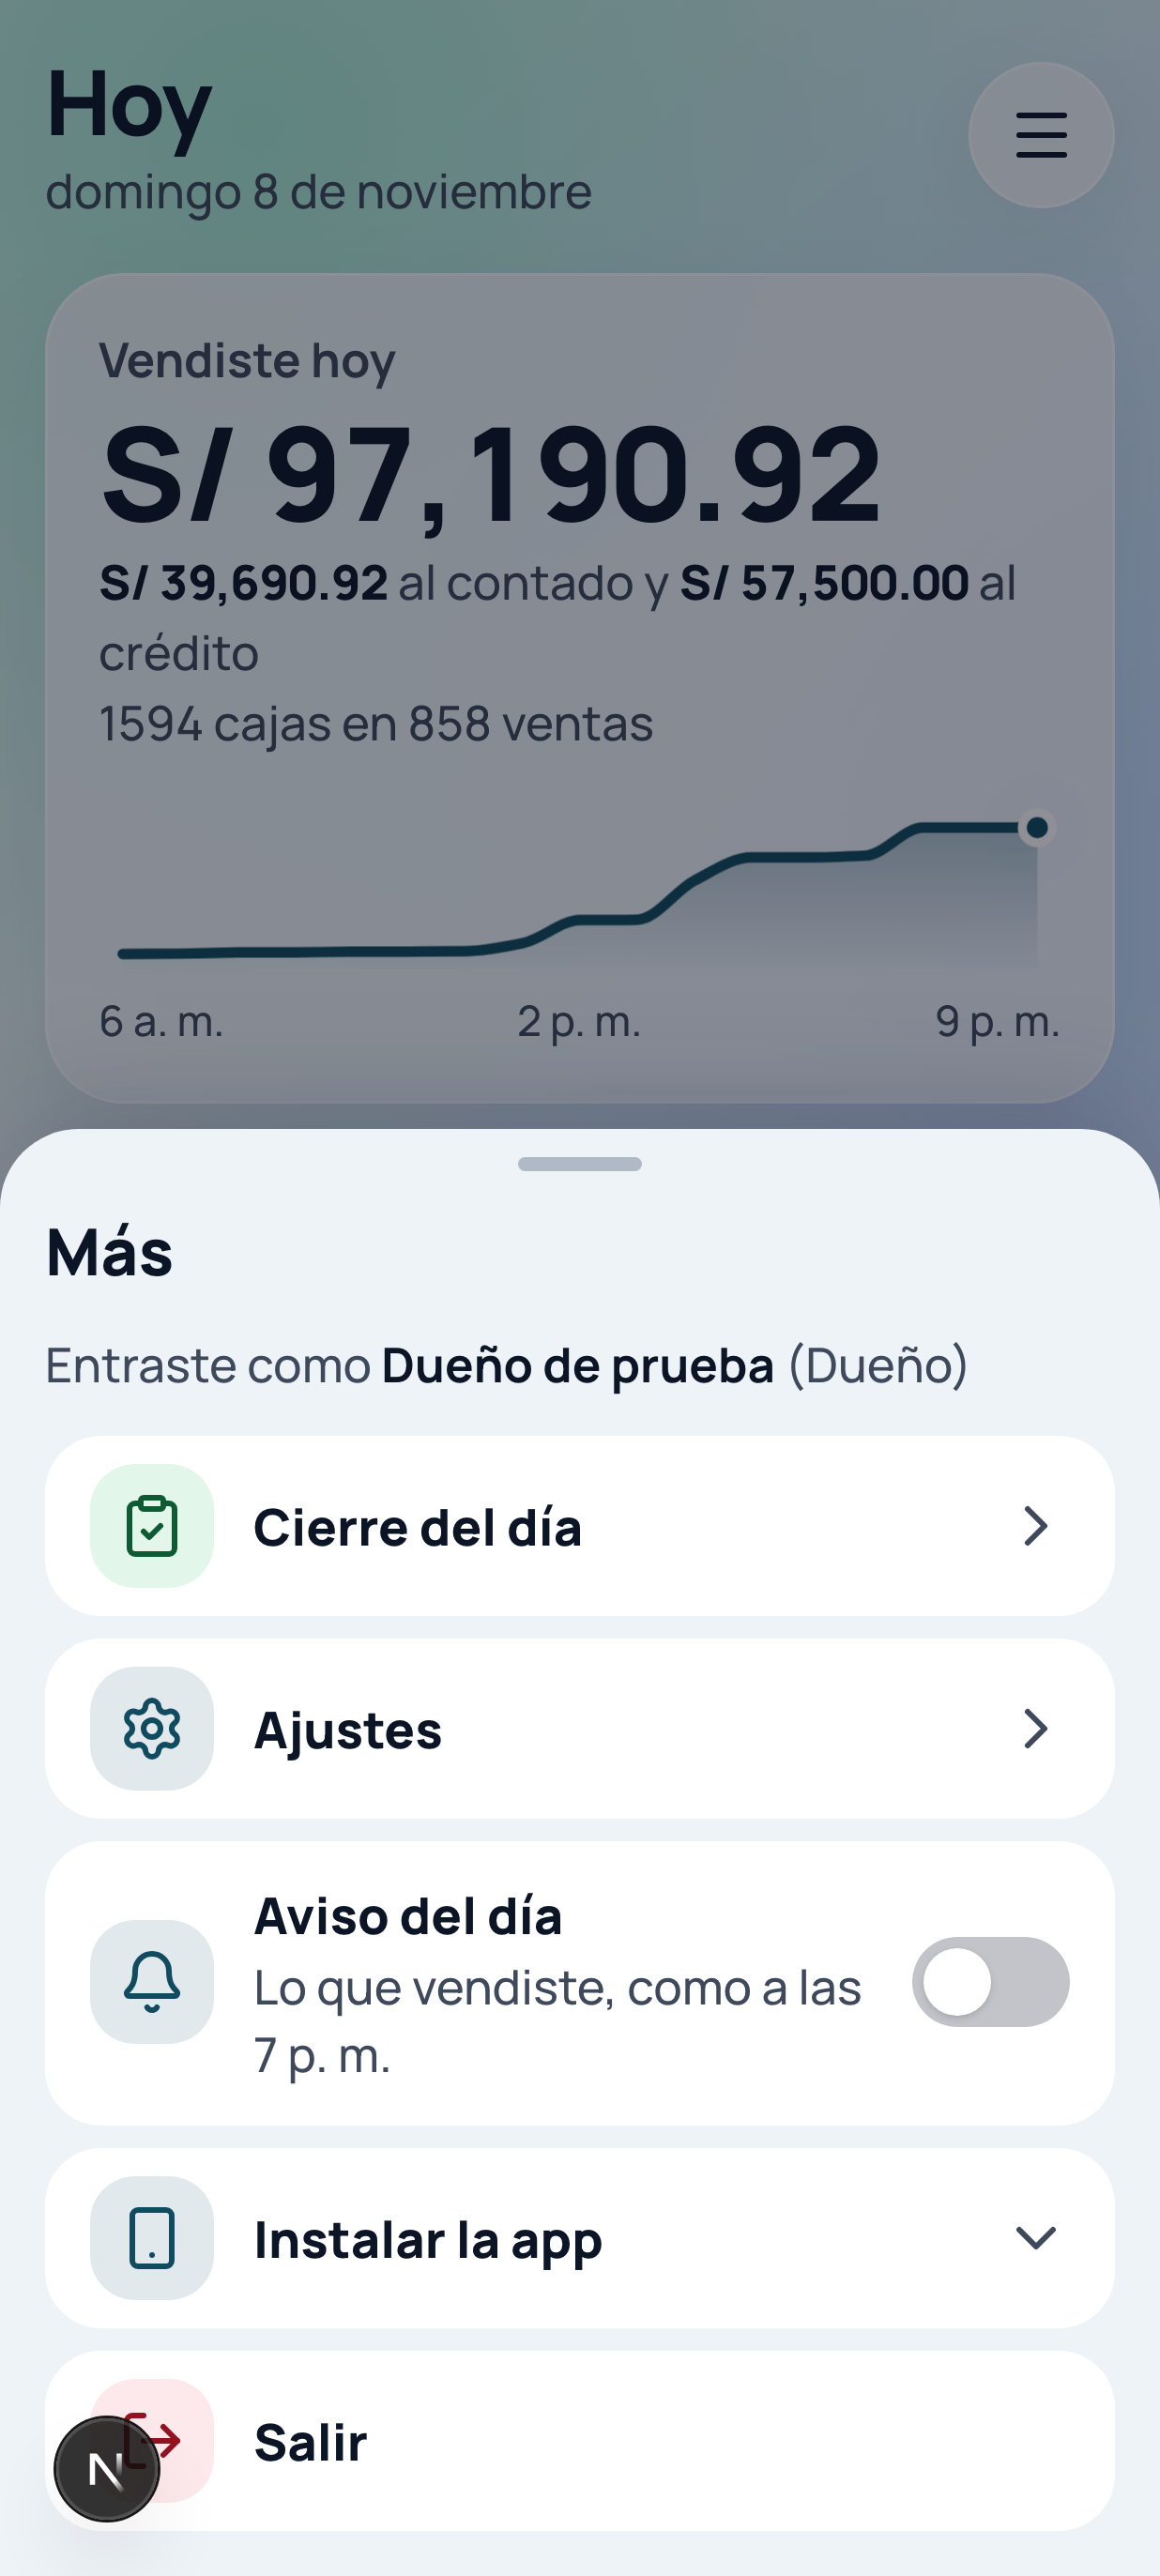 Hoy
domingo 8 de noviembre
Vendiste hoy
S/ 97,190.92
S/ 39,690.92 al contado y S/ 57,500.00 al
crédito
1594 cajas en 858 ventas
6 a. m.
2 p. m.
9 p. m.
Más
Entraste como Dueño de prueba (Dueño)
Cierre del día
Ajustes
Aviso del día
Lo que vendiste, como a las
7 p. m.
Instalar la app
Salir
N